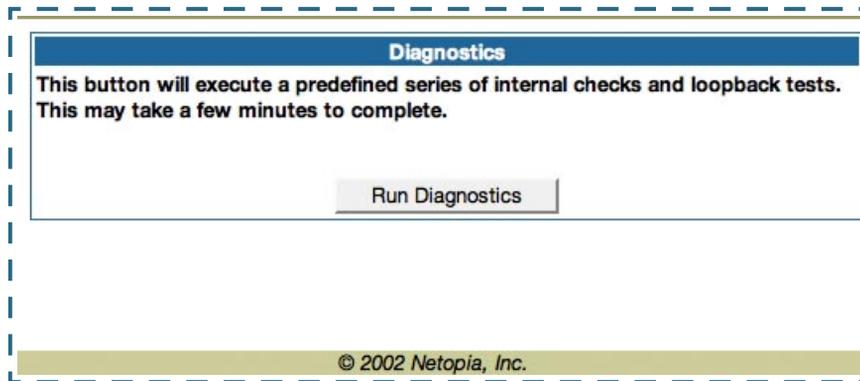 Diagnostics
This button will execute a predefined series of internal checks and loopback tests.
This may take a few minutes to complete.
Run Diagnostics
© 2002 Netopia, Inc.